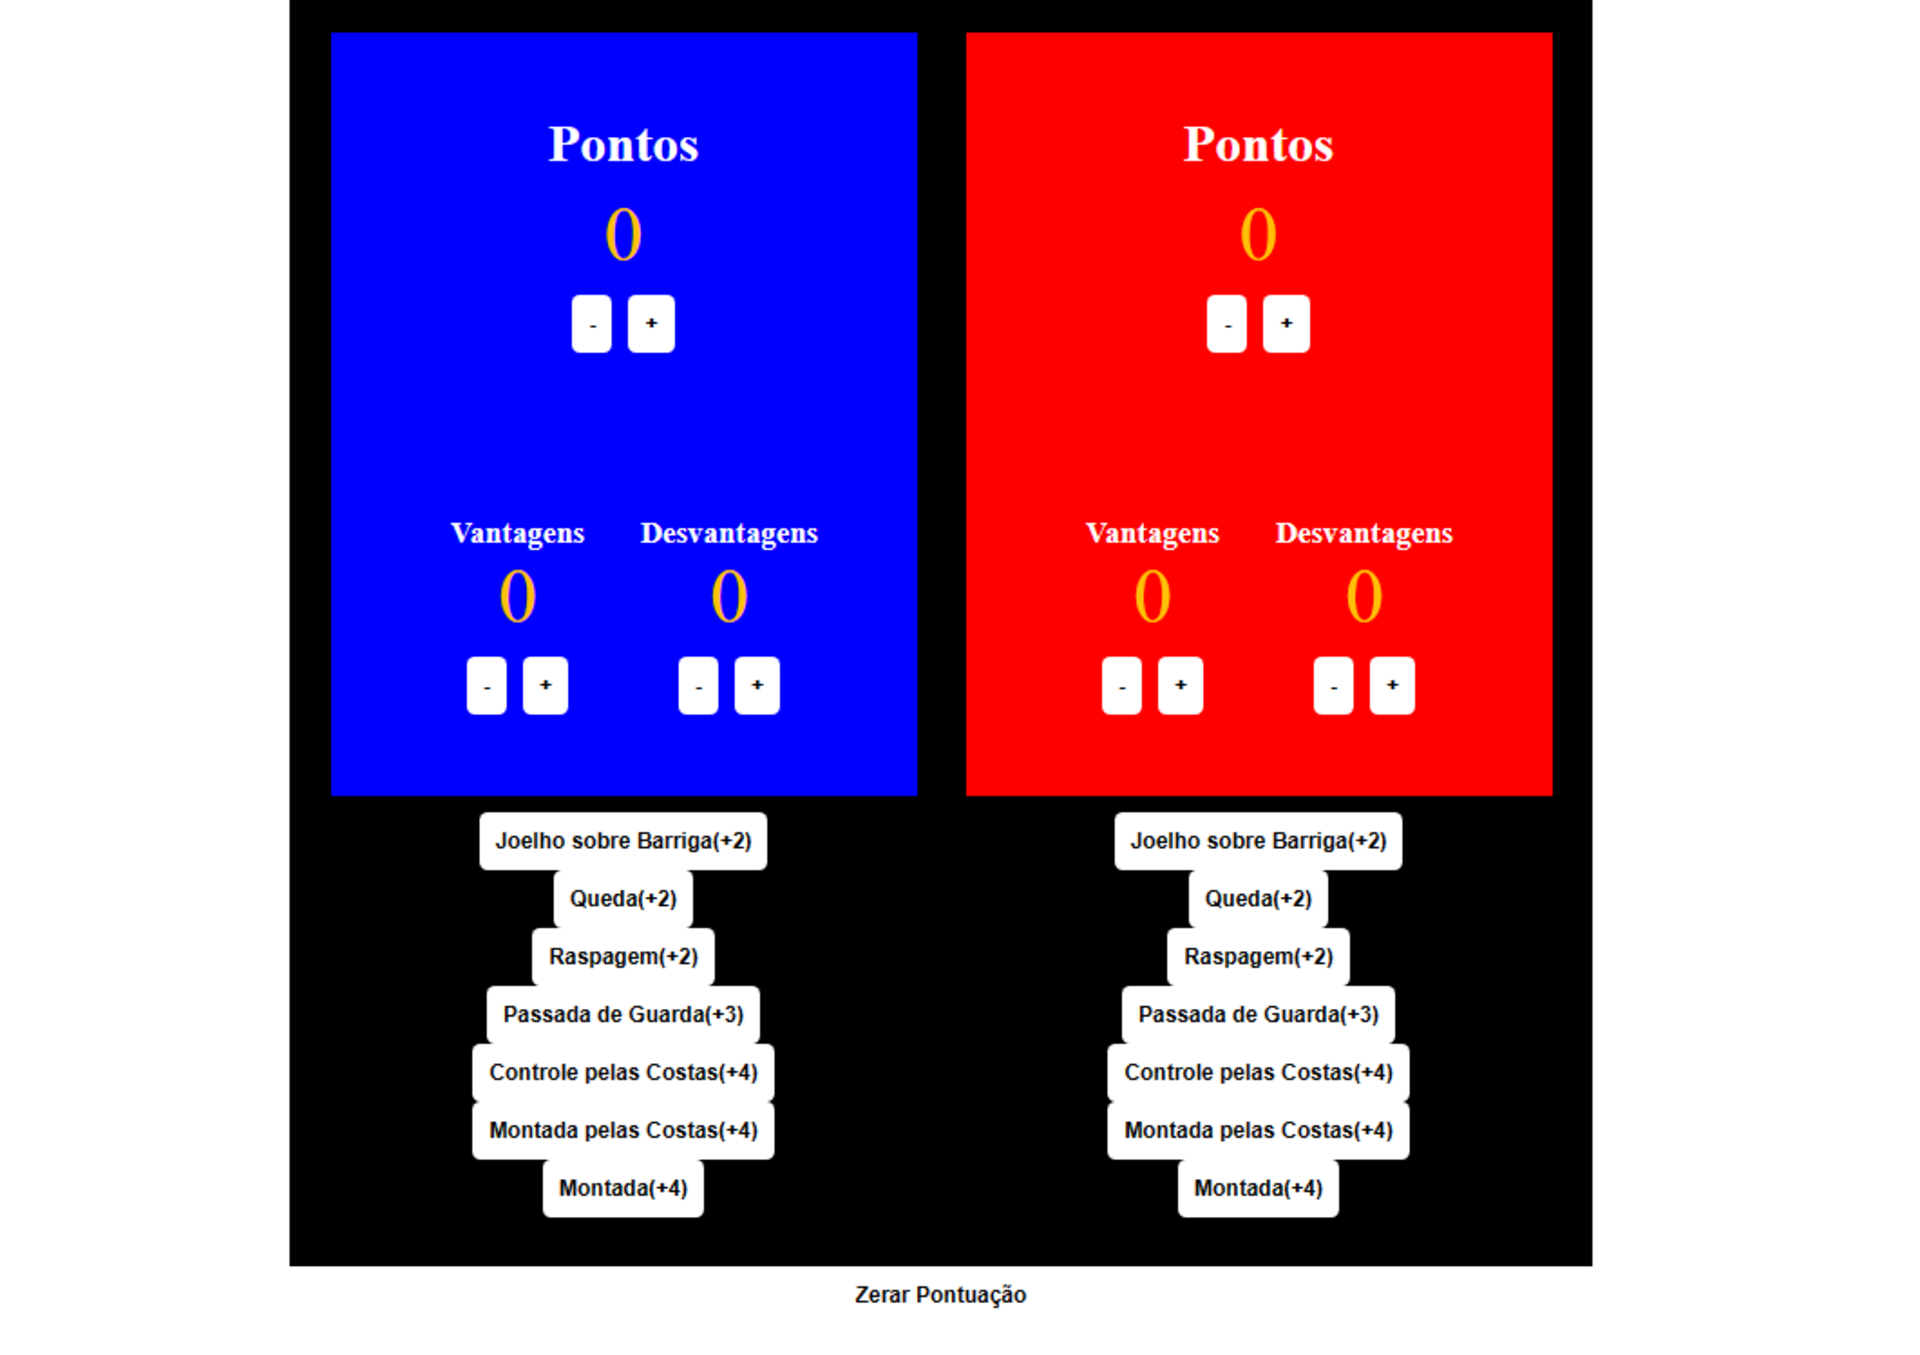 Pontos
0
- +
Vantagens Desvantagens
0 0
- + - +
Joelho sobre Barriga(+2)
Queda(+2)
Raspagem(+2)
Passada de Guarda(+3)
Controle pelas Costas(+4)
Montada pelas Costas(+4)
Montada(+4)
Pontos
0
- +
Vantagens Desvantagens
0 0
- + - +
Joelho sobre Barriga(+2)
Queda(+2)
Raspagem(+2)
Passada de Guarda(+3)
Controle pelas Costas(+4)
Montada pelas Costas(+4)
Montada(+4)
Zerar Pontuação